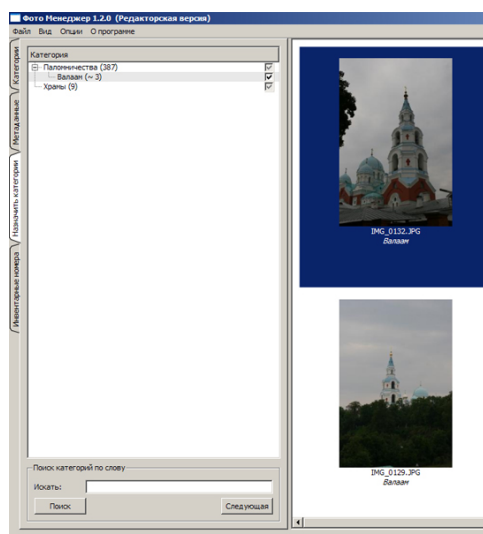 Фото Менеджер 1.2.0 (Редакторская версия)
Файл Вид Опции О програмне
Категории
Метаданные
Назначить категории
Инвентарные номера
Категория
Паломничества (387)
Валаам (~ 3)
Храмы (9)
Поиск категорий по слову
Искать:
Поиск
Следующая
IMG_0132.JPG
Валаам
IMG_0129.JPG
Валаам